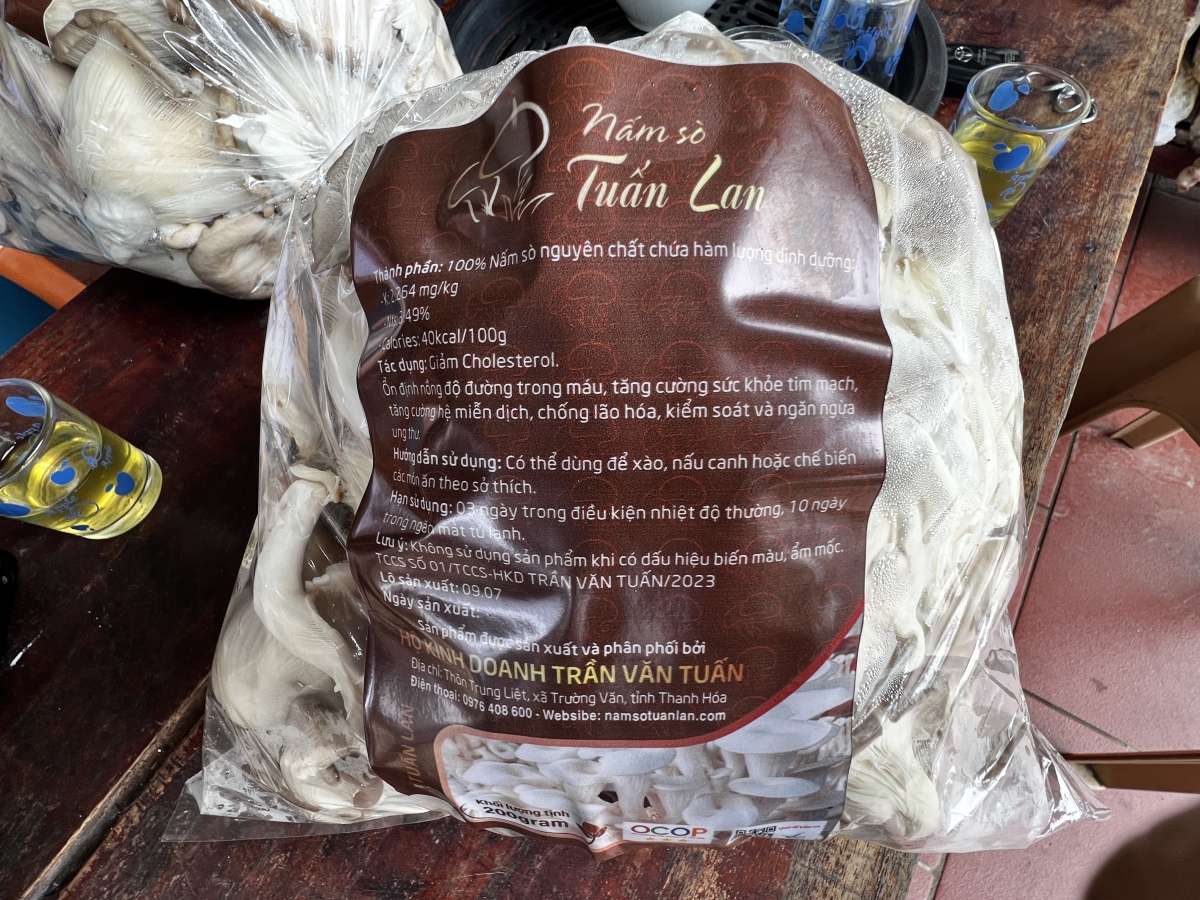 Nấm sò
Tuấn Lan
Thành phần: 100% Nấm sò nguyên chất chứa hàm lượng dinh dưỡng:
264 mg/kg
49%
-Calories: 40kcal/100g
Tác dụng: Giảm Cholesterol.
Ổn định nồng độ đường trong máu, tăng cường sức khỏe tim mạch,
tăng cường hệ miễn dịch, chống lão hóa, kiểm soát và ngăn ngừa
ung thư.
Hướng dẫn sử dụng: Có thể dùng để xào, nấu canh hoặc chế biến
các món ăn theo sở thích.
Hạn sử dụng: 03 ngày trong điều kiện nhiệt độ thường, 10 ngày
trong ngăn mát tủ lạnh.
Lưu ý: Không sử dụng sản phẩm khi có dấu hiệu biến màu, ẩm mốc.
TCCS SỐ 01/TCCS-HKD TRẦN VĂN TUẤN/2023
Lô sản xuất: 09.07
Ngày sản xuất:
Sản phẩm được sản xuất và phân phối bởi
HỘ KINH DOANH TRẦN VĂN TUẤN
Địa chỉ: Thôn Trung Liệt, xã Trường Văn, tỉnh Thanh Hóa
Điện thoại: 0976 408 600 - Websibe: namsotuanlan.com
TUẤN LAN
Khối lượng tịnh
200gram
OCOP